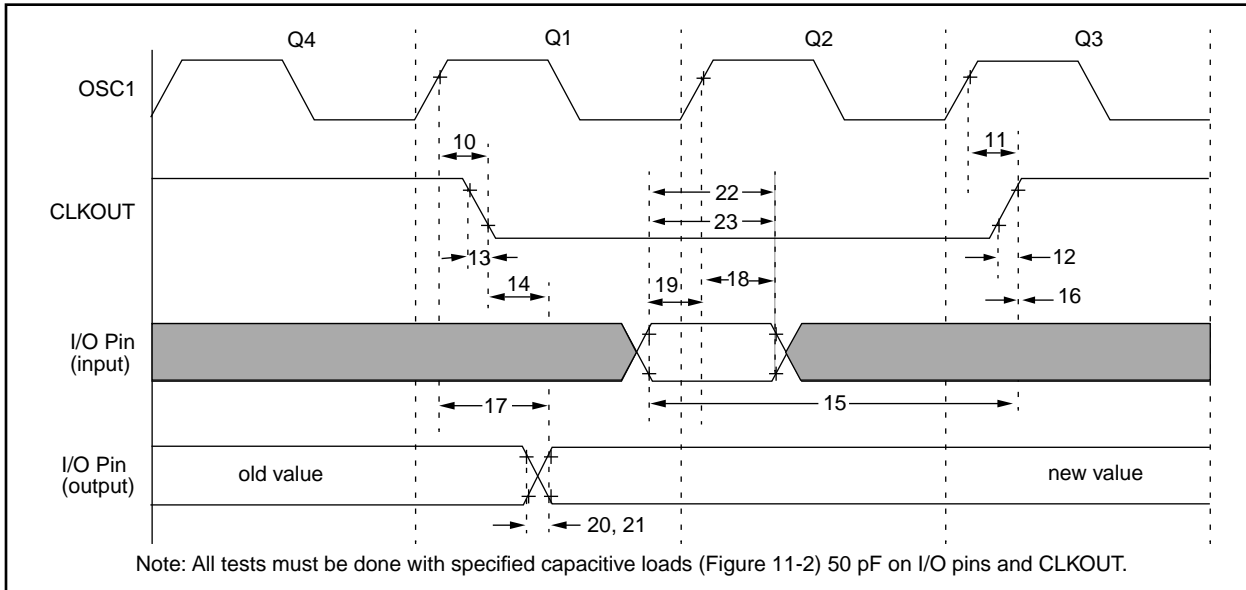 Q4
Q1
Q2
Q3
OSC1
10
11
22
CLKOUT
23
13
12
14
19
18
16
I/O Pin
(input)
17
15
I/O Pin
(output)
old value
new value
20, 21
Note: All tests must be done with specified capacitive loads (Figure 11-2) 50 pF on I/O pins and CLKOUT.